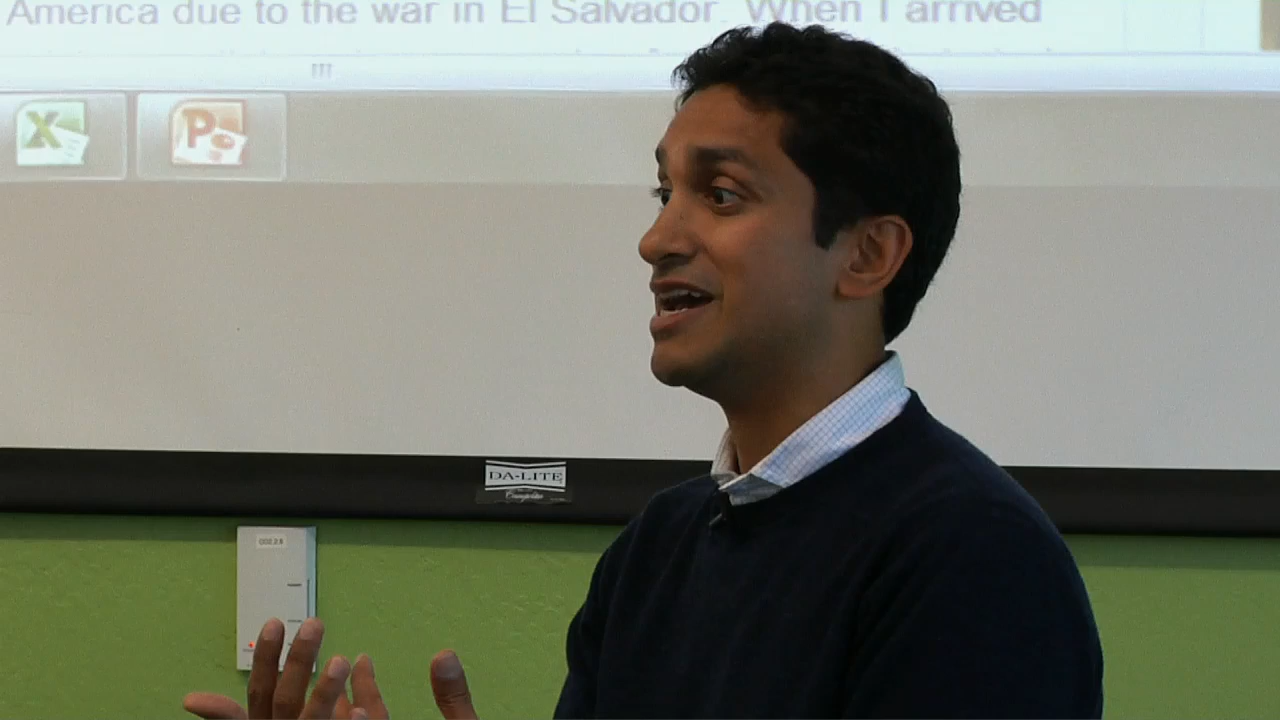 America due to the war in El Salvador. When I arrived
X
P
DA-LITE